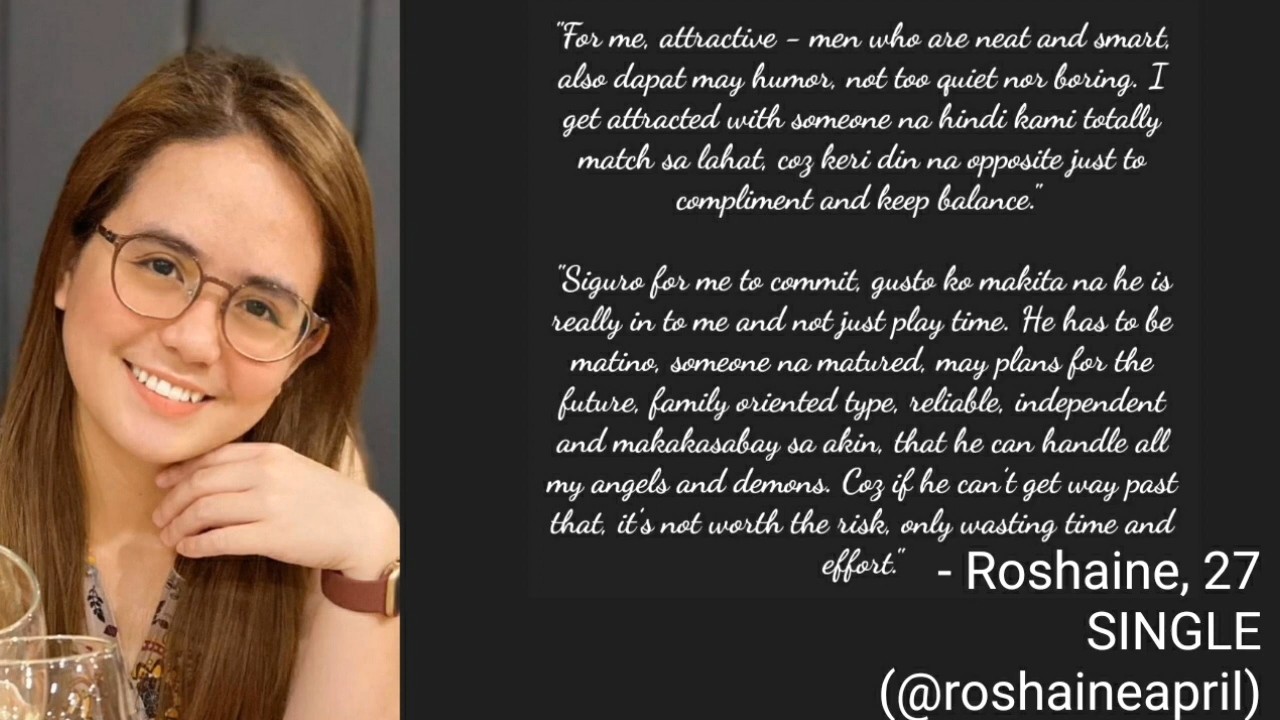 "For me, attractive - men who are neat and smart,
also dapat may humor, not too quiet nor boring. I
get attracted with someone na hindi kami totally
match sa lahat, coz keri din na opposite just to
compliment and keep balance."
"Siguro for me to commit, gusto ko makita na he is
really in to me and not just play time. He has to be
matino, someone na matured, may plans for the
future, family oriented type, reliable, independent
and makakasabay sa akin, that he can handle all
my angels and demons. Coz if he can't get way past
that, it's not worth the risk, only wasting time and
effort."
- Roshaine, 27
SINGLE
(@roshaineapril)